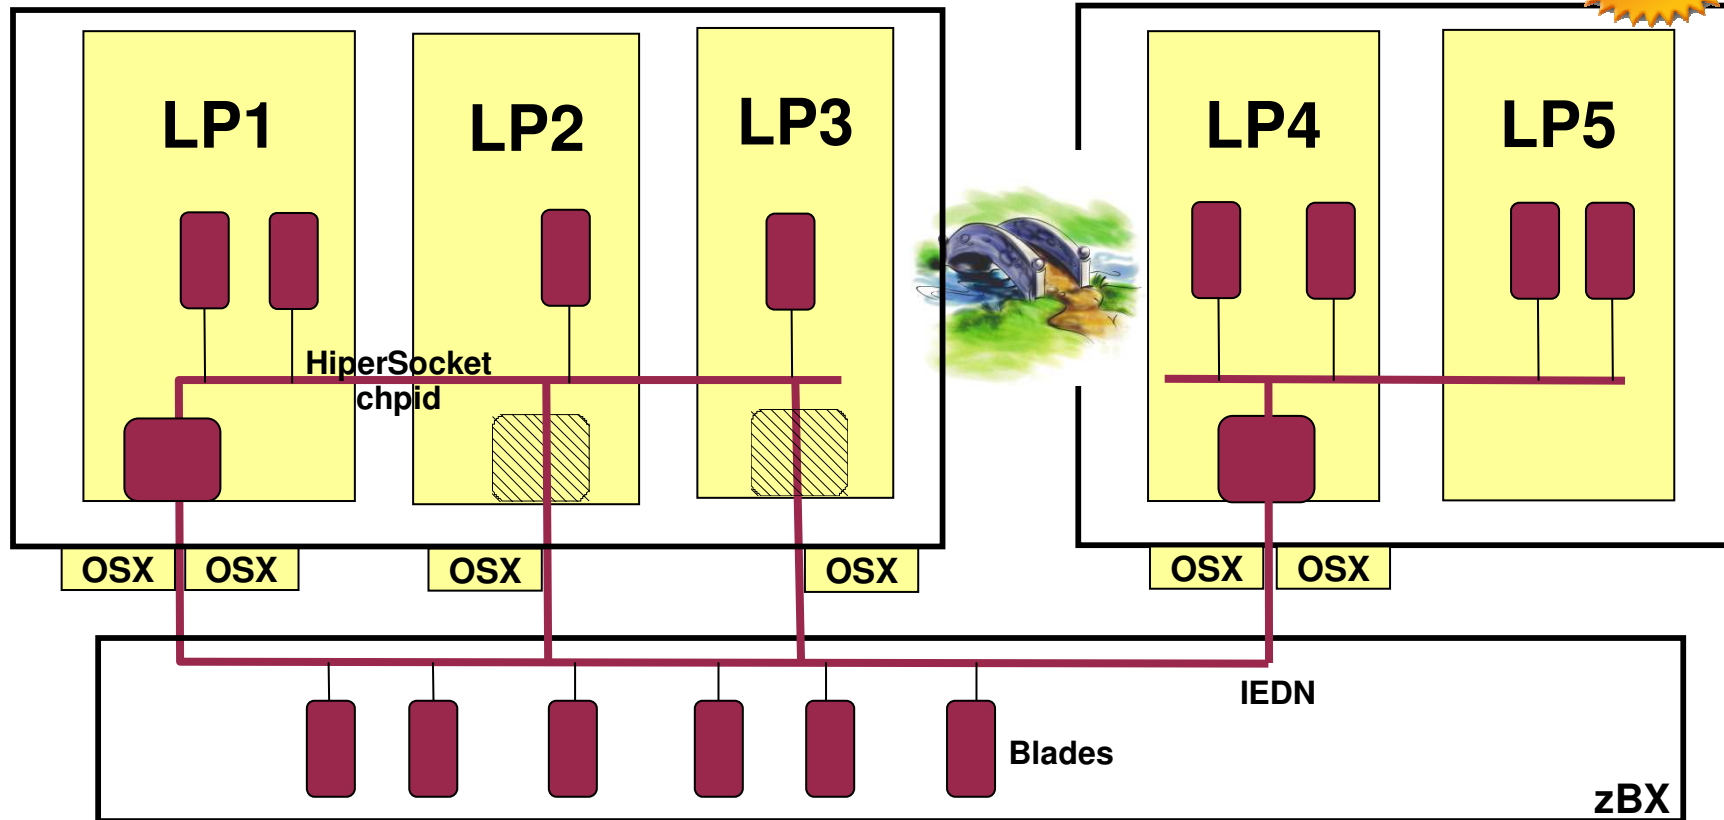 LP1
LP2
LP3
LP4
LP5
HiperSocket
chpid
OSX
OSX
OSX
OSX
OSX
OSX
IEDN
Blades
zBX